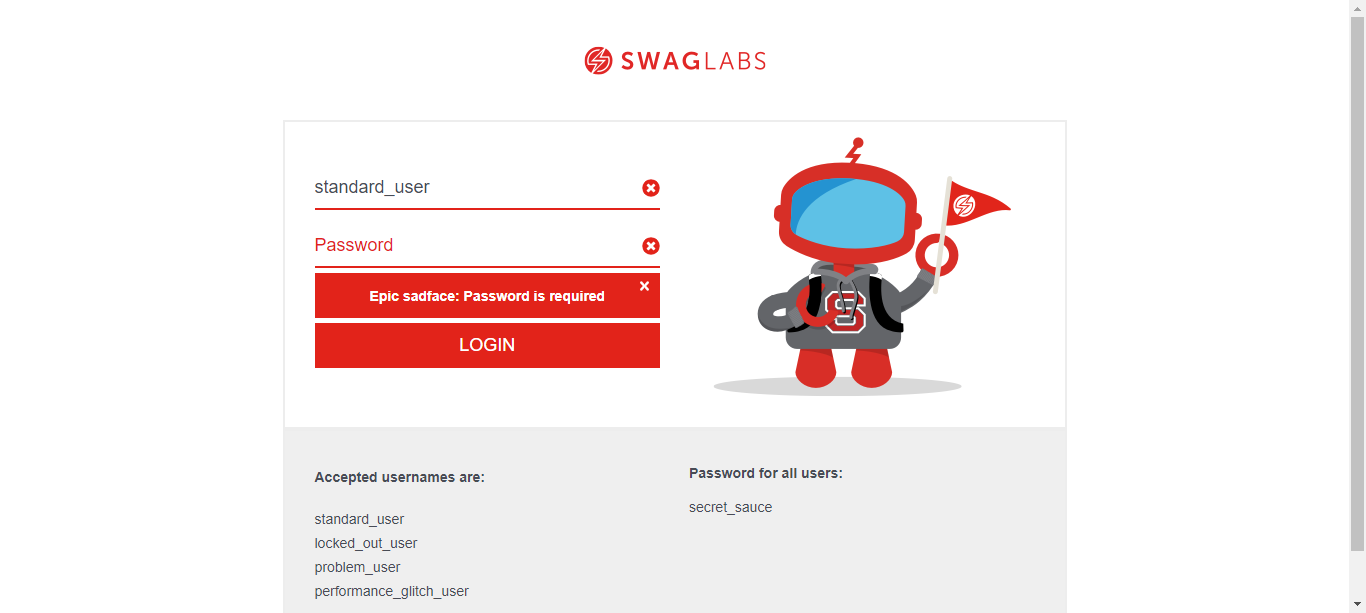 SWAGLABS
standard_user
Password
Epic sadface: Password is required
LOGIN
Accepted usernames are:
standard_user
locked_out_user
problem_user
performance_glitch_user
Password for all users:
secret_sauce